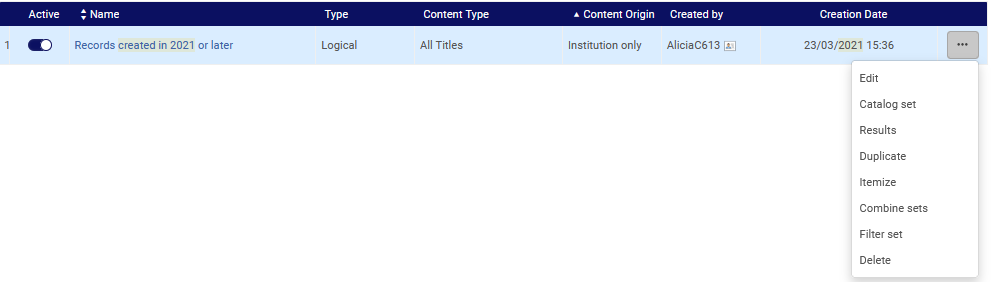 Active Name Type Content Type Content Origin Created by Creation Date
1 Records created in 2021 or later Logical All Titles Institution only AliciaC613 23/03/2021 15:36
Edit
Catalog set
Results
Duplicate
Itemize
Combine sets
Filter set
Delete